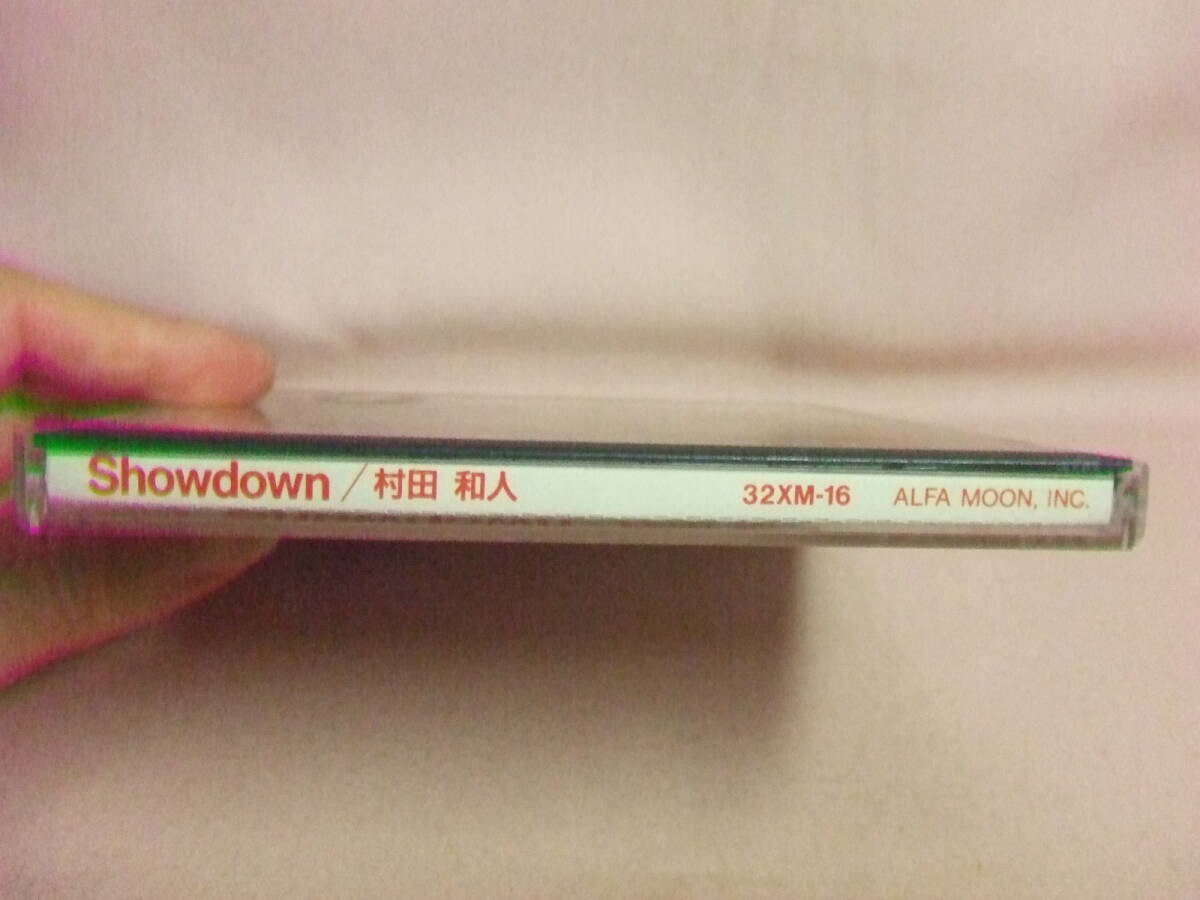 Showdown/村田 和人 32XM-16 ALFA MOON, INC.